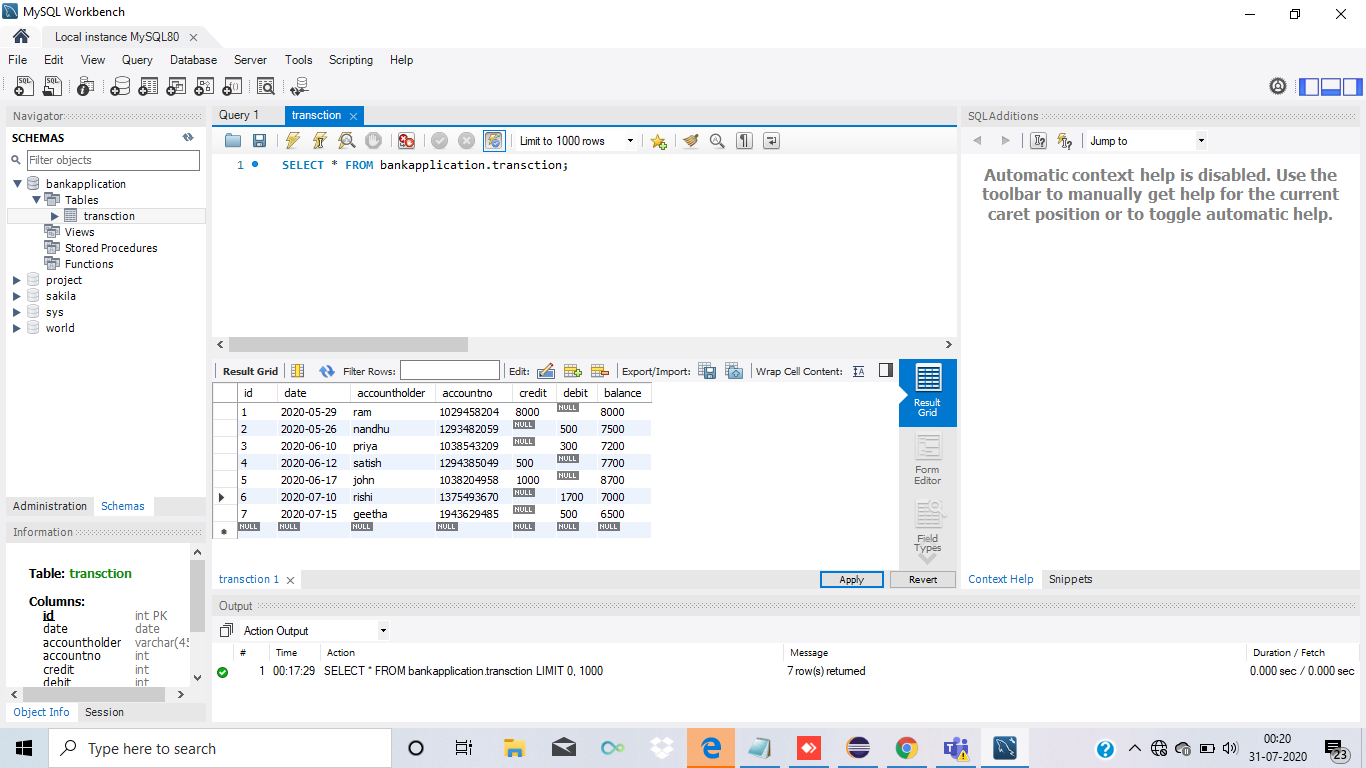 MySQL Workbench
Local instance MySQL80
File Edit View Query Database Server Tools Scripting Help
Navigator
SCHEMAS
Filter objects
bankapplication
Tables
transction
Views
Stored Procedures
Functions
project
sakila
sys
world
Administration Schemas
Information
Table: transction
Columns:
id int PK
date date
accountholder varchar(45
accountno int
credit int
debit int
Object Info Session
Query 1 transction
Limit to 1000 rows
1 SELECT * FROM bankapplication.transction;
Result Grid Filter Rows: Edit: Export/Import: Wrap Cell Content:
id date accountholder accountno credit debit balance
1 2020-05-29 ram 1029458204 8000 NULL 8000
2 2020-05-26 nandhu 1293482059 NULL 500 7500
3 2020-06-10 priya 1038543209 NULL 300 7200
4 2020-06-12 satish 1294385049 500 NULL 7700
5 2020-06-17 john 1038204958 1000 NULL 8700
6 2020-07-10 rishi 1375493670 NULL 1700 7000
7 2020-07-15 geetha 1943629485 NULL 500 6500
NULL NULL NULL NULL NULL NULL NULL
Result
Grid
Form
Editor
Field
Types
transction 1 Apply Revert
SQLAdditions
Jump to
Automatic context help is disabled. Use the
toolbar to manually get help for the current
caret position or to toggle automatic help.
Context Help Snippets
Output
Action Output
# Time Action Message Duration / Fetch
1 00:17:29 SELECT * FROM bankapplication.transction LIMIT 0, 1000 7 row(s) returned 0.000 sec / 0.000 sec
Type here to search
00:20
31-07-2020
23